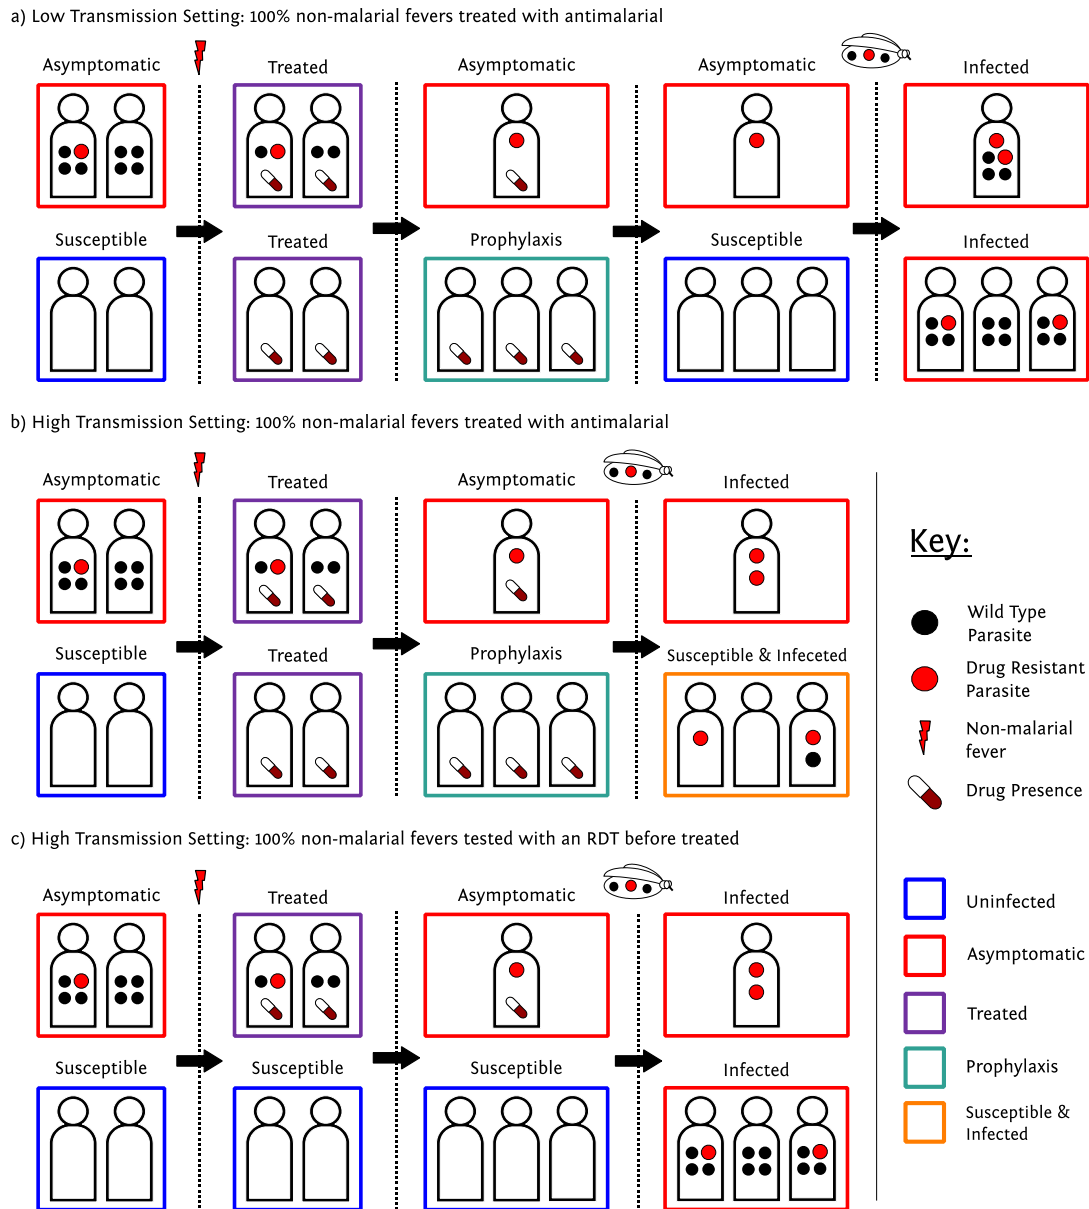 a) Low Transmission Setting: 100% non-malarial fevers treated with antimalarial
Asymptomatic
Treated
Asymptomatic
Asymptomatic
Infected
Susceptible
Treated
Prophylaxis
Susceptible
Infected
b) High Transmission Setting: 100% non-malarial fevers treated with antimalarial
Asymptomatic
Treated
Asymptomatic
Infected
Susceptible
Treated
Prophylaxis
Susceptible & Infeceted
c) High Transmission Setting: 100% non-malarial fevers tested with an RDT before treated
Asymptomatic
Treated
Asymptomatic
Infected
Susceptible
Susceptible
Susceptible
Infected
Key:
Wild Type
Parasite
Drug Resistant
Parasite
Non-malarial
fever
Drug Presence
Uninfected
Asymptomatic
Treated
Prophylaxis
Susceptible &
Infected